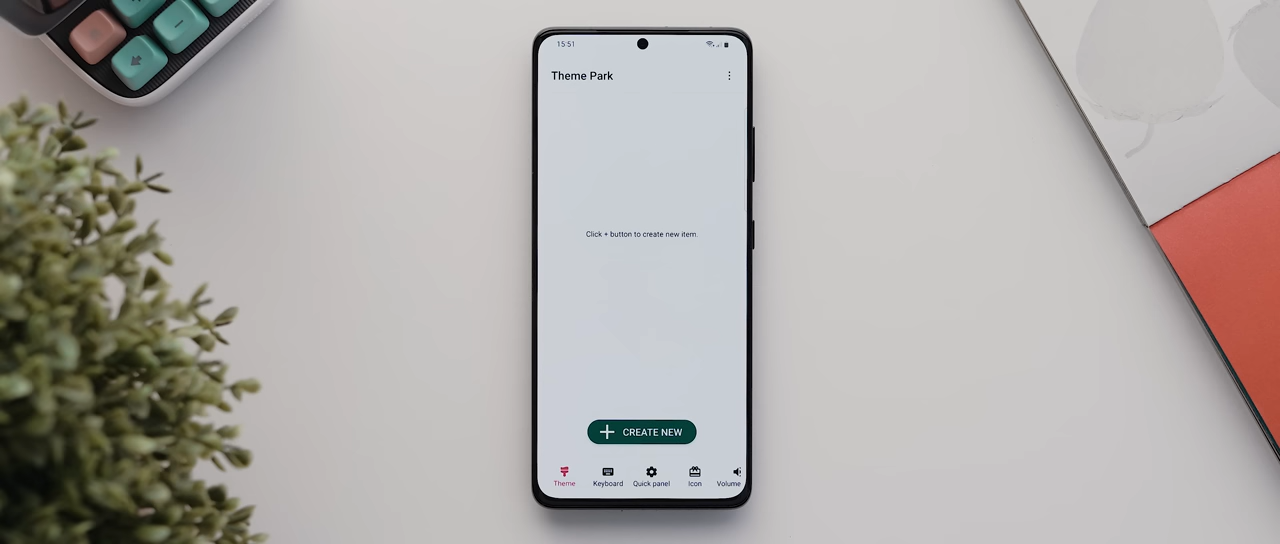 15:51
Theme Park
Click + button to create new item.
CREATE NEW
Theme Keyboard Quick panel Icon Volume